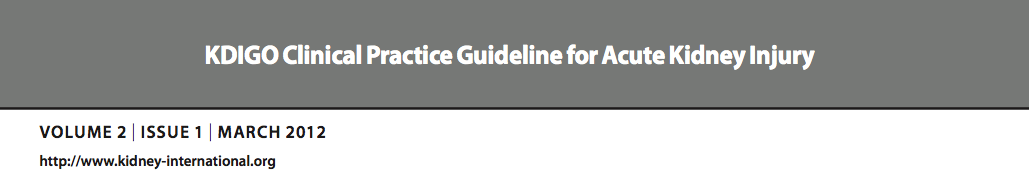 KDIGO Clinical Practice Guideline for Acute Kidney Injury
VOLUME 2 | ISSUE 1 | MARCH 2012
http://www.kidney-international.org